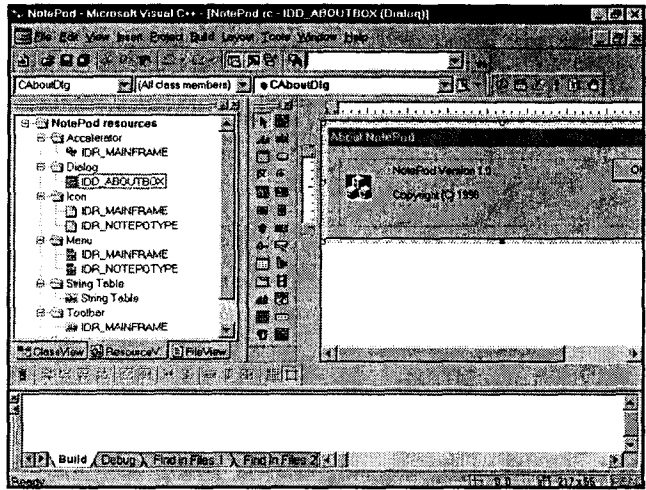 NotePod - Microsoft Visual C++ - [NotePod.rc - IDD_ABOUTBOX (Dialog)]
File Edit View Insert Project Build Layout Tools Window Help
CAboutDlg (All class members) CAboutDlg
NotePod resources
Accelerator
IDR_MAINFRAME
Dialog
IDD_ABOUTBOX
Icon
IDR_MAINFRAME
IDR_NOTEPOTYPE
Menu
IDR_MAINFRAME
IDR_NOTEPOTYPE
String Table
String Table
Toolbar
IDR_MAINFRAME
ClassView ResourceV... FileView
About NotePod
NotePod Version 1.0
Copyright (C) 1996
Build Debug Find in Files 1 Find in Files 2
Ready